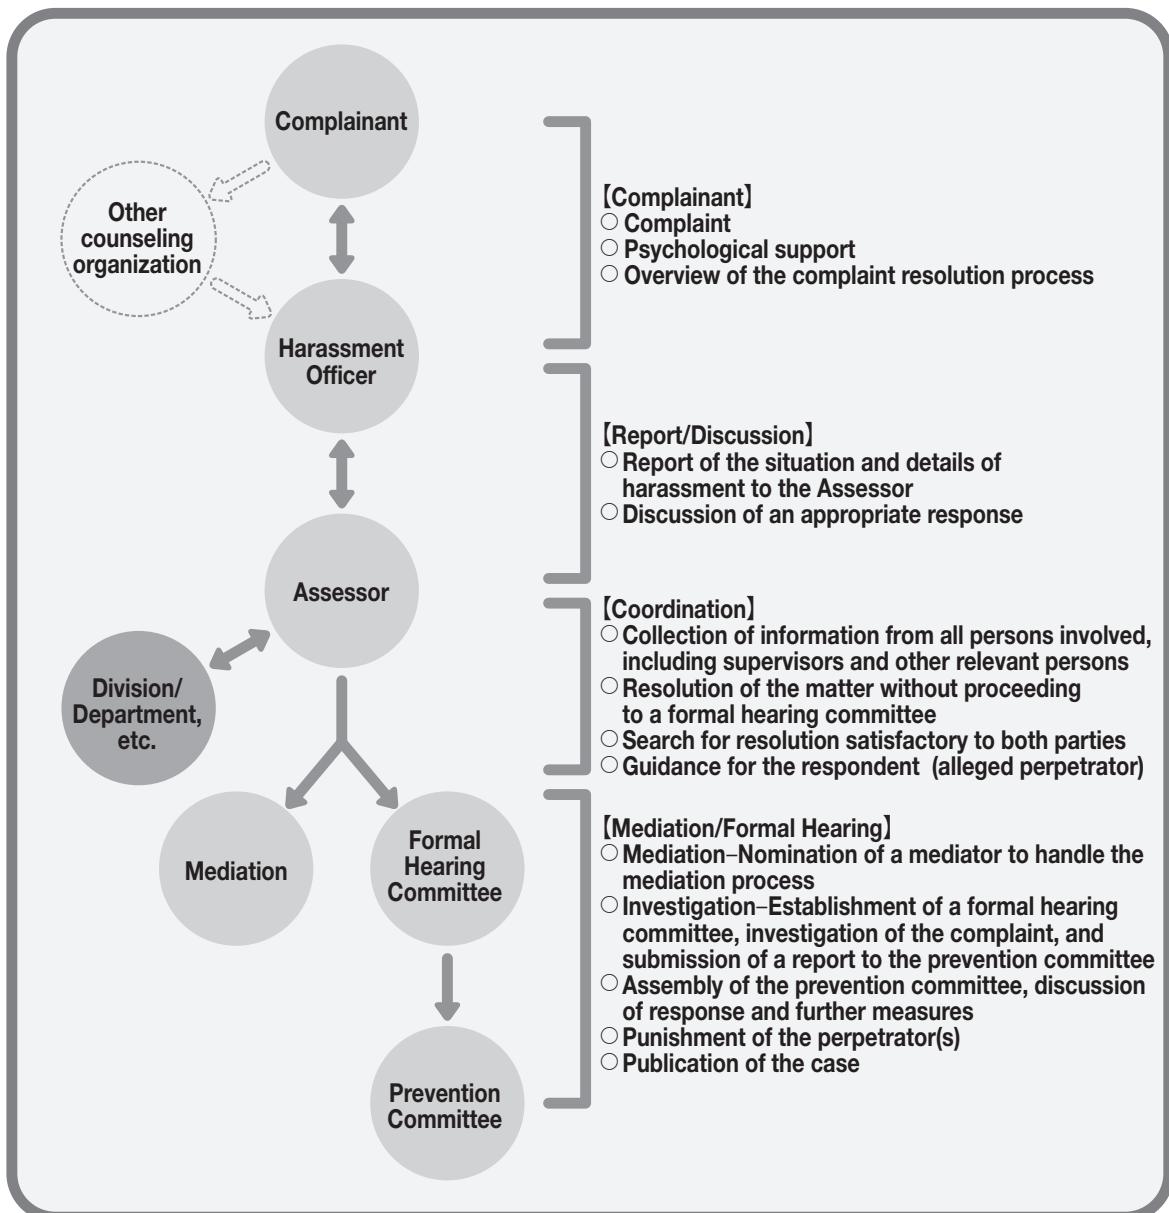 Complainant
Other
counseling
organization
Harassment
Officer
Assessor
Division/
Department,
etc.
Mediation
Formal
Hearing
Committee
Prevention
Committee
【Complainant】
○ Complaint
○ Psychological support
○ Overview of the complaint resolution process
【Report/Discussion】
○ Report of the situation and details of
harassment to the Assessor
○ Discussion of an appropriate response
【Coordination】
○ Collection of information from all persons involved,
including supervisors and other relevant persons
○ Resolution of the matter without proceeding
to a formal hearing committee
○ Search for resolution satisfactory to both parties
○ Guidance for the respondent (alleged perpetrator)
【Mediation/Formal Hearing】
○ Mediation–Nomination of a mediator to handle the
mediation process
○ Investigation–Establishment of a formal hearing
committee, investigation of the complaint, and
submission of a report to the prevention committee
○ Assembly of the prevention committee, discussion
of response and further measures
○ Punishment of the perpetrator(s)
○ Publication of the case